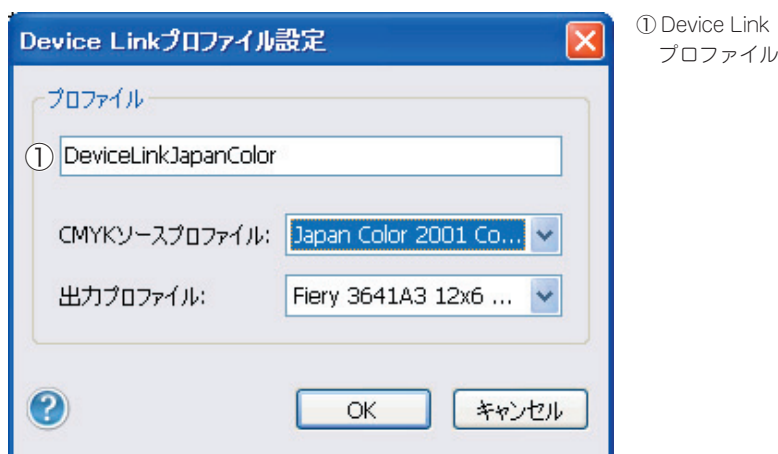 Device Linkプロファイル設定
① Device Link
プロファイル
プロファイル
①
DeviceLinkJapanColor
CMYKソースプロファイル:
Japan Color 2001 Co...
出力プロファイル:
Fiery 3641A3 12x6 ...
?
OK
キャンセル